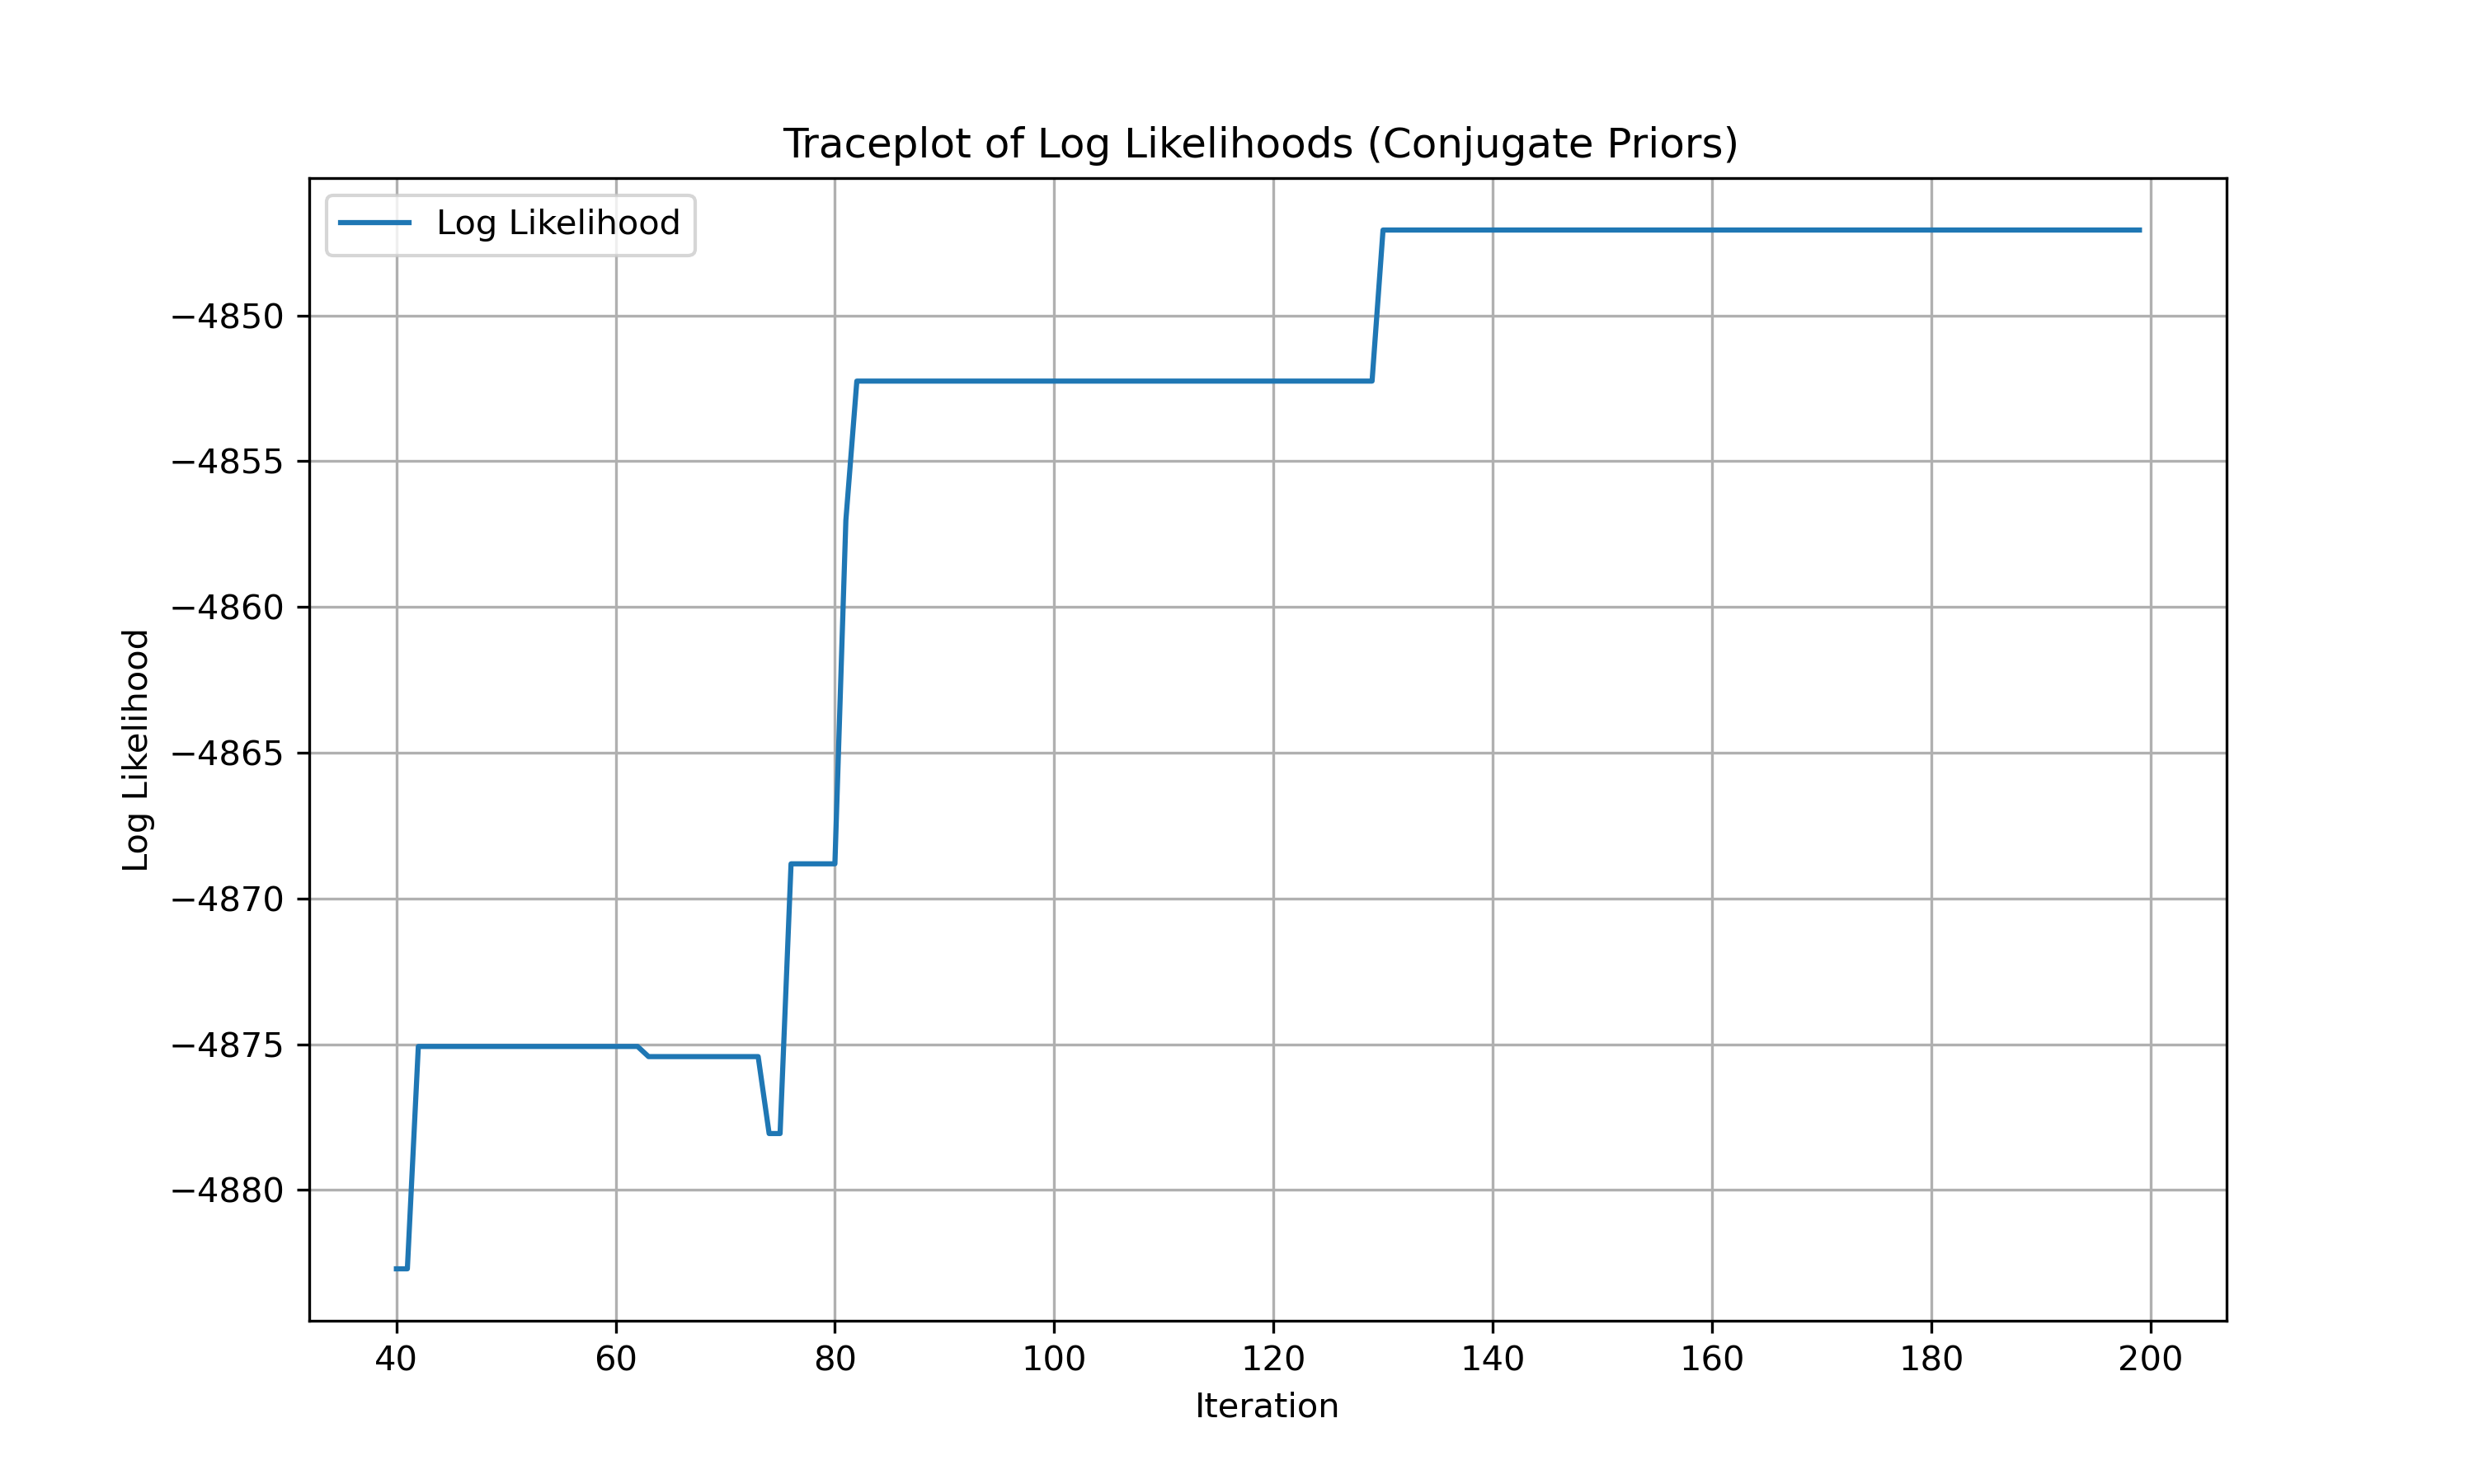 Traceplot of Log Likelihoods (Conjugate Priors)
Log Likelihood
−4850
−4855
−4860
−4865
−4870
−4875
−4880
Log Likelihood
40 60 80 100 120 140 160 180 200
Iteration